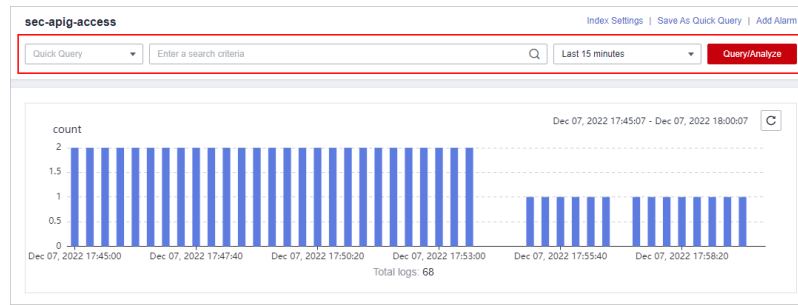 sec-apig-access
Index Settings | Save As Quick Query | Add Alarm
Quick Query Enter a search criteria Last 15 minutes Query/Analyze
Dec 07, 2022 17:45:07 - Dec 07, 2022 18:00:07
count
2
1.5
1
0.5
0
Dec 07, 2022 17:45:00 Dec 07, 2022 17:47:40 Dec 07, 2022 17:50:20 Dec 07, 2022 17:53:00 Dec 07, 2022 17:55:40 Dec 07, 2022 17:58:20
Total logs: 68